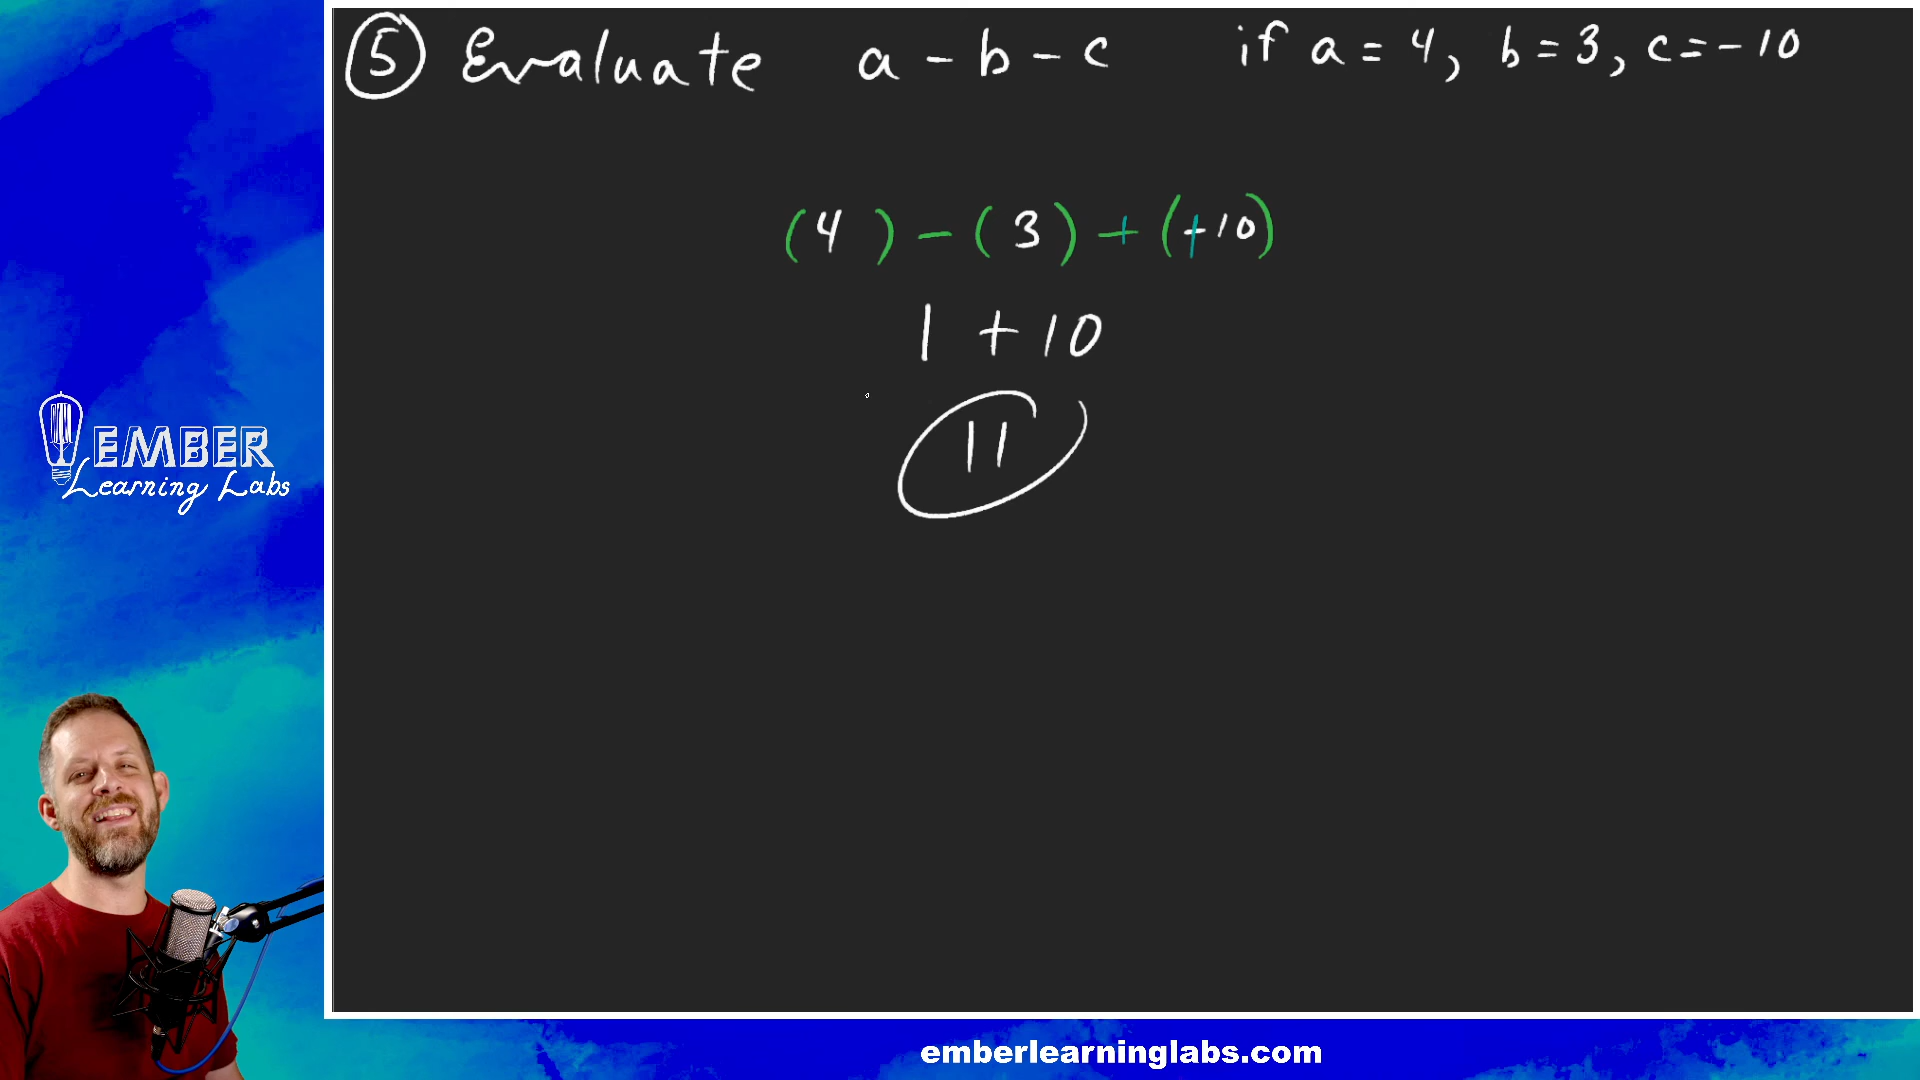 ⑤ Evaluate a - b - c if a = 4, b = 3, c = -10
(4) - (3) + (+10)
1 + 10
11
EMBER
Learning Labs
emberlearninglabs.com